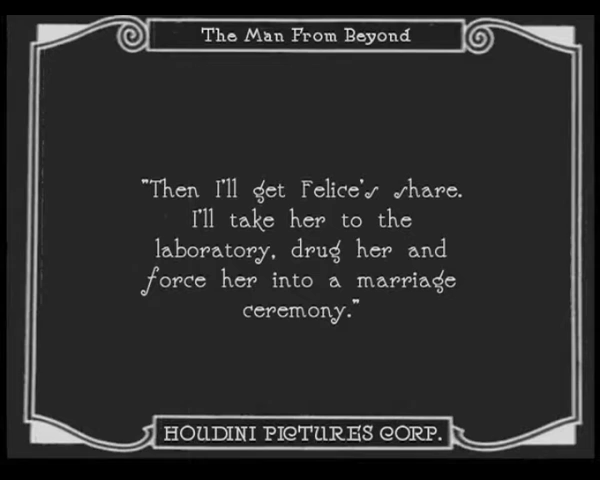 The Man From Beyond
"Then I'll get Felice's share.
I'll take her to the
laboratory, drug her and
force her into a marriage
ceremony."
HOUDINI PICTURES CORP.